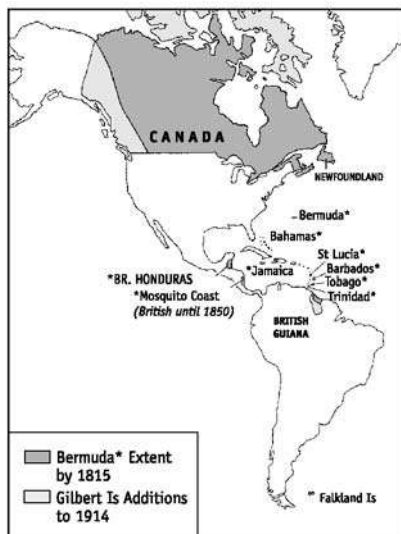 CANADA
NEWFOUNDLAND
Bermuda*
Bahamas*
St Lucia*
*Jamaica
Barbados*
*BR. HONDURAS
Tobago*
*Mosquito Coast
Trinidad*
(British until 1850)
BRITISH
GUIANA
Bermuda* Extent
by 1815
Gilbert Is Additions
to 1914
Falkland Is